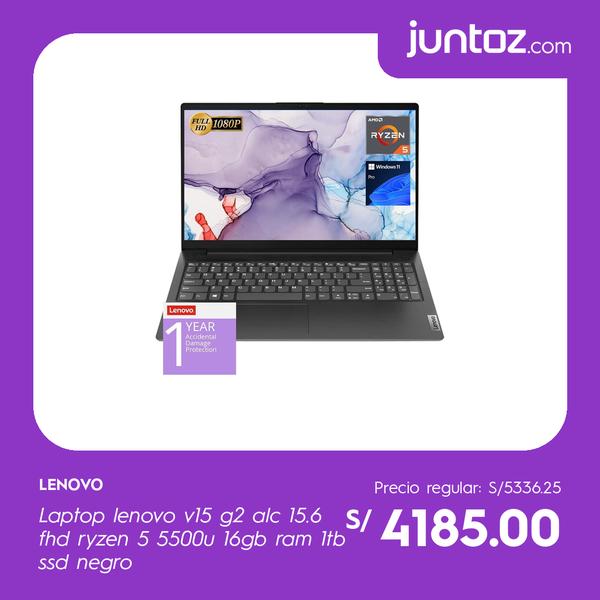 juntoz.com
FULL HD 1080P
AMD
RYZEN
5
Windows 11
Pro
Lenovo
1 YEAR
Accidental
Damage
Protection
Lenovo
LENOVO
Precio regular: S/5336.25
Laptop lenovo v15 g2 alc 15.6
fhd ryzen 5 5500u 16gb ram 1tb
ssd negro
S/ 4185.00